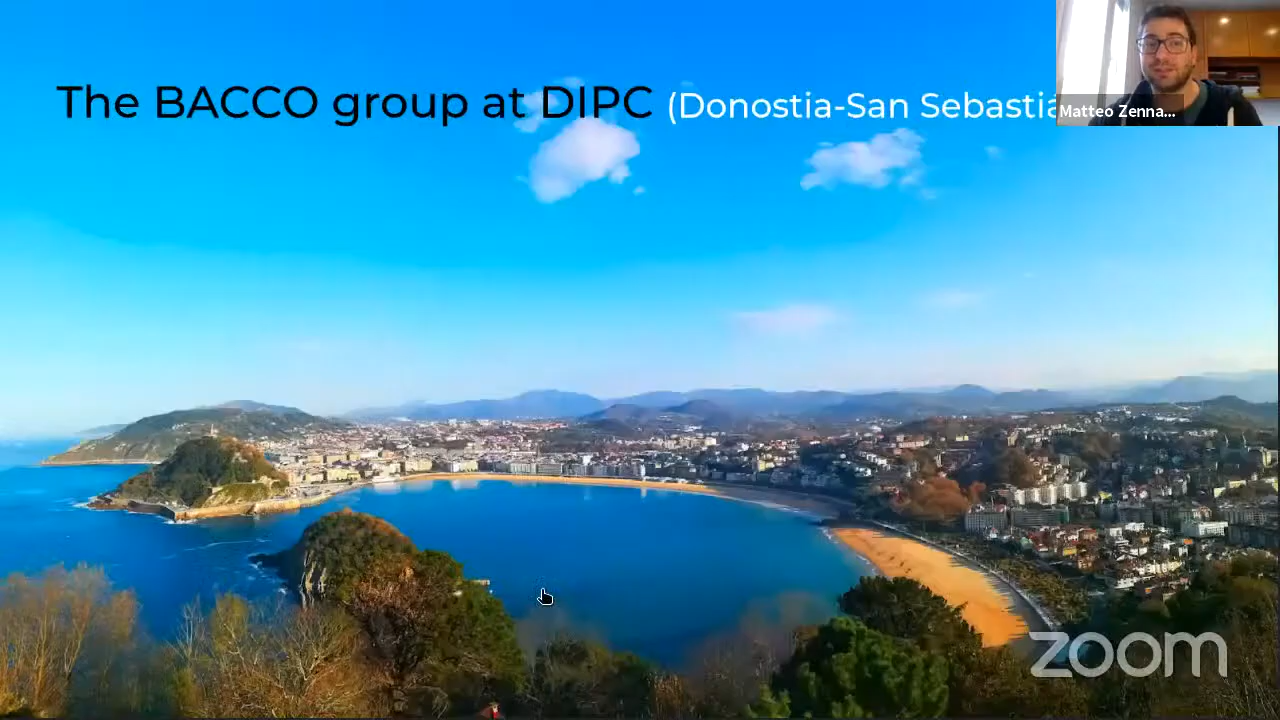 The BACCO group at DIPC (Donostia-San Sebastia
Matteo Zenna...
zoom